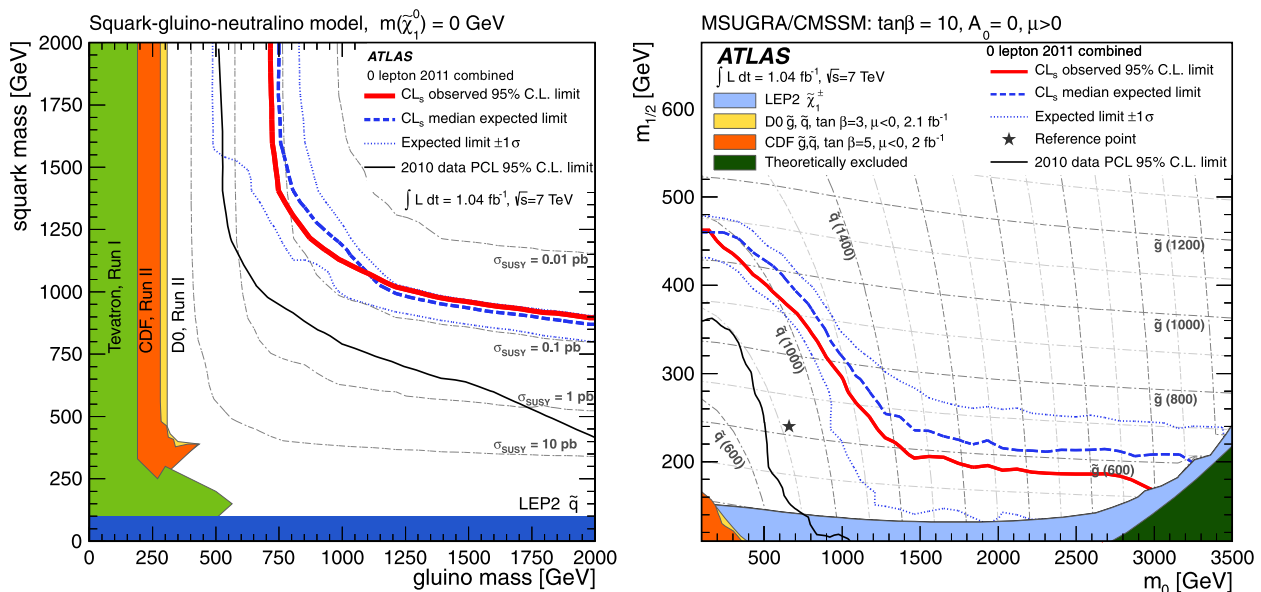 Squark-gluino-neutralino model, m(χ̃₁⁰) = 0 GeV
squark mass [GeV]
2000
1750
1500
1250
1000
750
500
250
0
ATLAS
0 lepton 2011 combined
CLₛ observed 95% C.L. limit
CLₛ median expected limit
Expected limit ±1σ
2010 data PCL 95% C.L. limit
∫ L dt = 1.04 fb⁻¹, √s=7 TeV
Tevatron, Run I
CDF, Run II
D0, Run II
σ_SUSY = 0.01 pb
σ_SUSY = 0.1 pb
σ_SUSY = 1 pb
σ_SUSY = 10 pb
LEP2 q̃
0 250 500 750 1000 1250 1500 1750 2000
gluino mass [GeV]
MSUGRA/CMSSM: tanβ = 10, A₀= 0, μ>0
m₁/₂ [GeV]
600
500
400
300
200
ATLAS
∫ L dt = 1.04 fb⁻¹, √s=7 TeV
LEP2 χ̃₁±
D0 g̃, q̃, tan β=3, μ<0, 2.1 fb⁻¹
CDF g̃,q̃, tan β=5, μ<0, 2 fb⁻¹
Theoretically excluded
0 lepton 2011 combined
CLₛ observed 95% C.L. limit
CLₛ median expected limit
Expected limit ±1σ
Reference point
2010 data PCL 95% C.L. limit
q̃ (1400)
q̃ (1000)
q̃ (600)
g̃ (1200)
g̃ (1000)
g̃ (800)
g̃ (600)
500 1000 1500 2000 2500 3000 3500
m₀ [GeV]